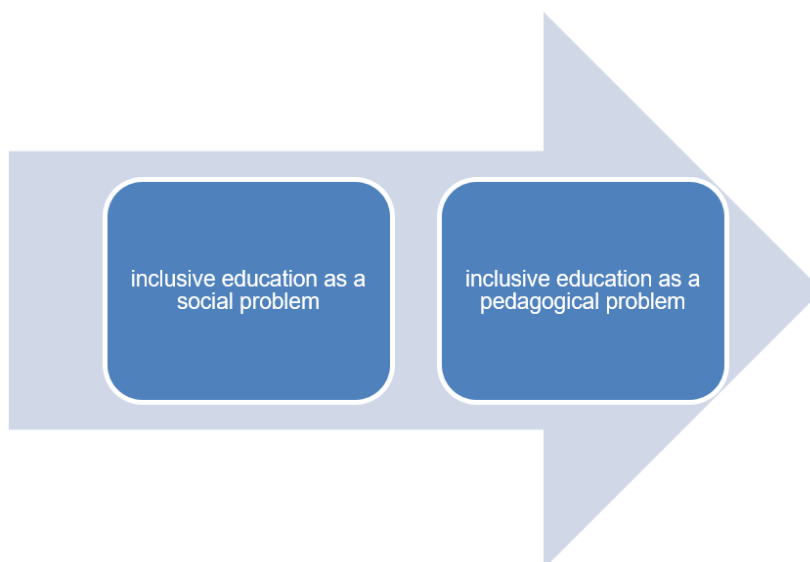 inclusive education as a
social problem
inclusive education as a
pedagogical problem